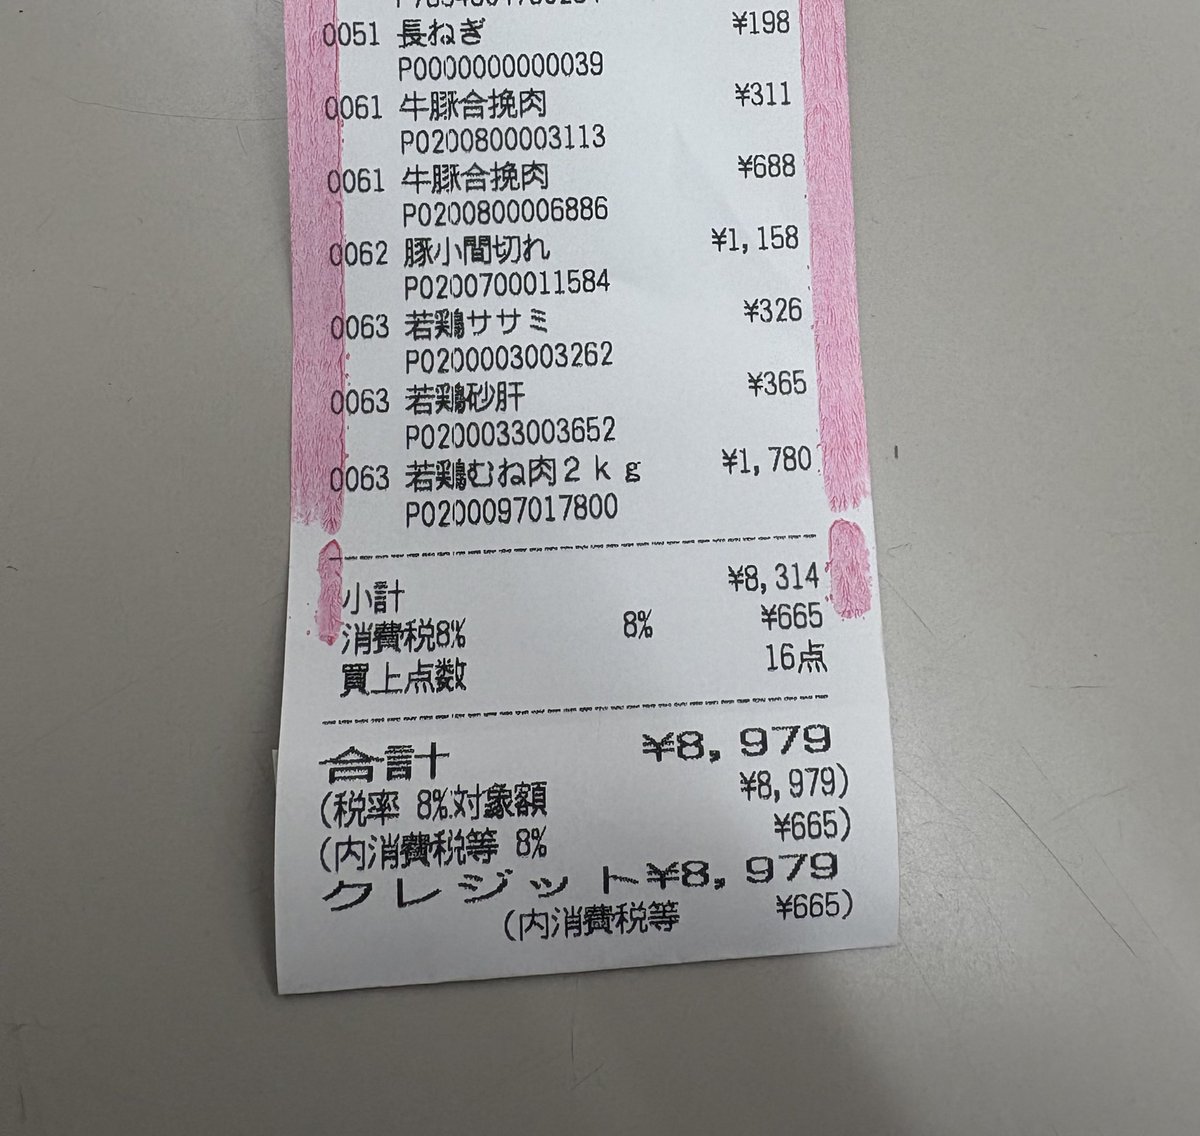 0051 長ねぎ ¥198
P0000000000039
0061 牛豚合挽肉 ¥311
P0200800003113
0061 牛豚合挽肉 ¥688
P0200800006886
0062 豚小間切れ ¥1,158
P0200700011584
0063 若鶏ササミ ¥326
P0200003003262
0063 若鶏砂肝 ¥365
P0200033003652
0063 若鶏むね肉2kg ¥1,780
P0200097017800
小計 ¥8,314
消費税8% 8% ¥665
買上点数 16点
合計 ¥8,979
(税率 8%対象額 ¥8,979)
(内消費税等 8% ¥665)
クレジット¥8,979
(内消費税等 ¥665)